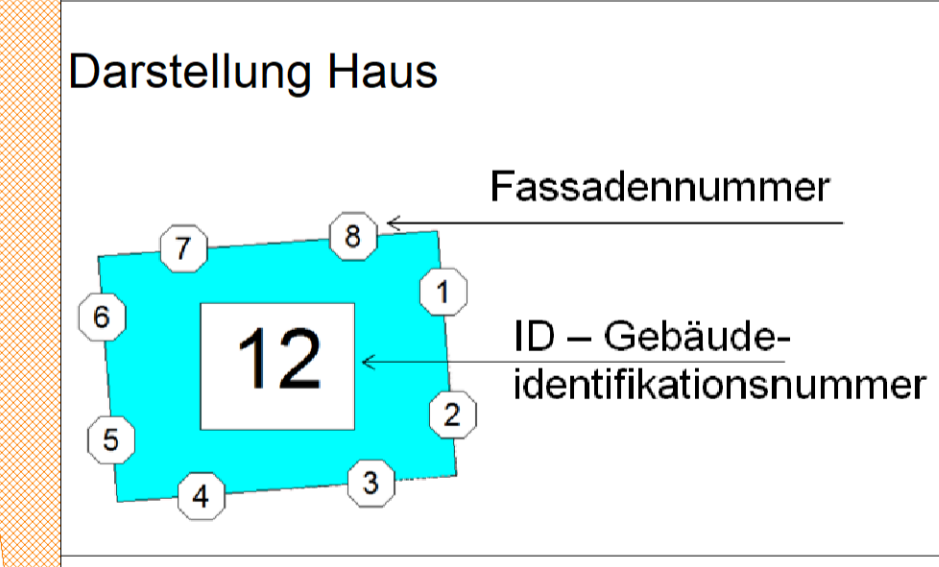 Darstellung Haus
Fassadennummer
7
8
1
6
12
ID – Gebäude-
identifikationsnummer
2
5
3
4